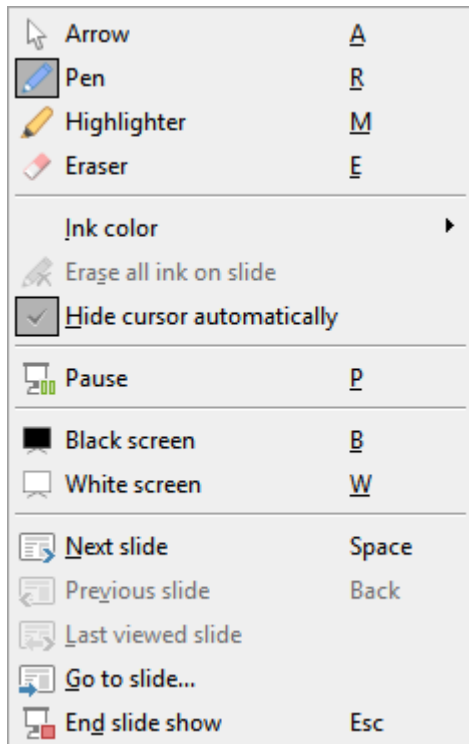 Arrow A
Pen R
Highlighter M
Eraser E
Ink color
Erase all ink on slide
Hide cursor automatically
Pause P
Black screen B
White screen W
Next slide Space
Previous slide Back
Last viewed slide
Go to slide...
End slide show Esc